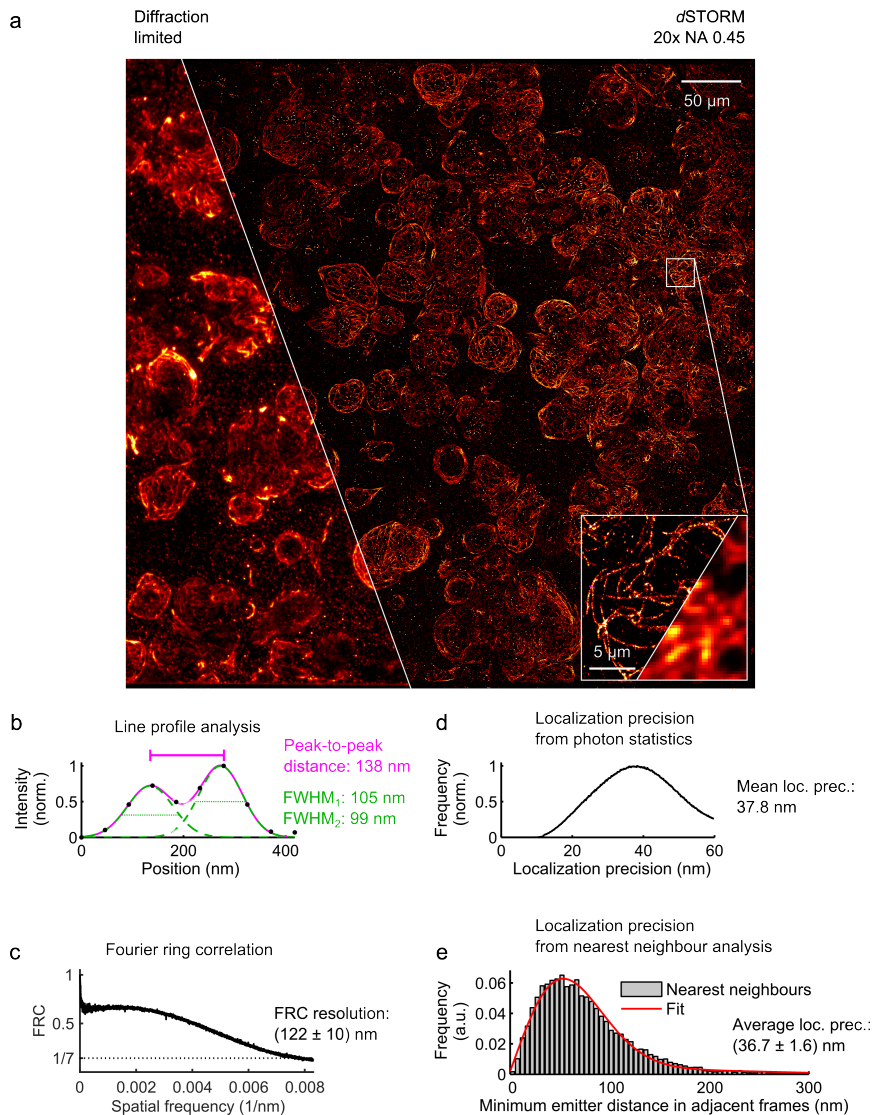 a
Diffraction
limited
dSTORM
20x NA 0.45
50 µm
5 µm
b
Line profile analysis
Peak-to-peak
distance: 138 nm
FWHM₁: 105 nm
FWHM₂: 99 nm
Intensity
(norm.)
1
0.5
0
0
200
400
Position (nm)
d
Localization precision
from photon statistics
Mean loc. prec.:
37.8 nm
Frequency
(norm.)
1
0.5
0
0
20
40
60
Localization precision (nm)
c
Fourier ring correlation
FRC resolution:
(122 ± 10) nm
FRC
1
0.5
1/7
0
0.002
0.004
0.006
0.008
Spatial frequency (1/nm)
e
Localization precision
from nearest neighbour analysis
Nearest neighbours
Fit
Average loc. prec.:
(36.7 ± 1.6) nm
Frequency
(a.u.)
0.06
0.04
0.02
0
0
100
200
300
Minimum emitter distance in adjacent frames (nm)